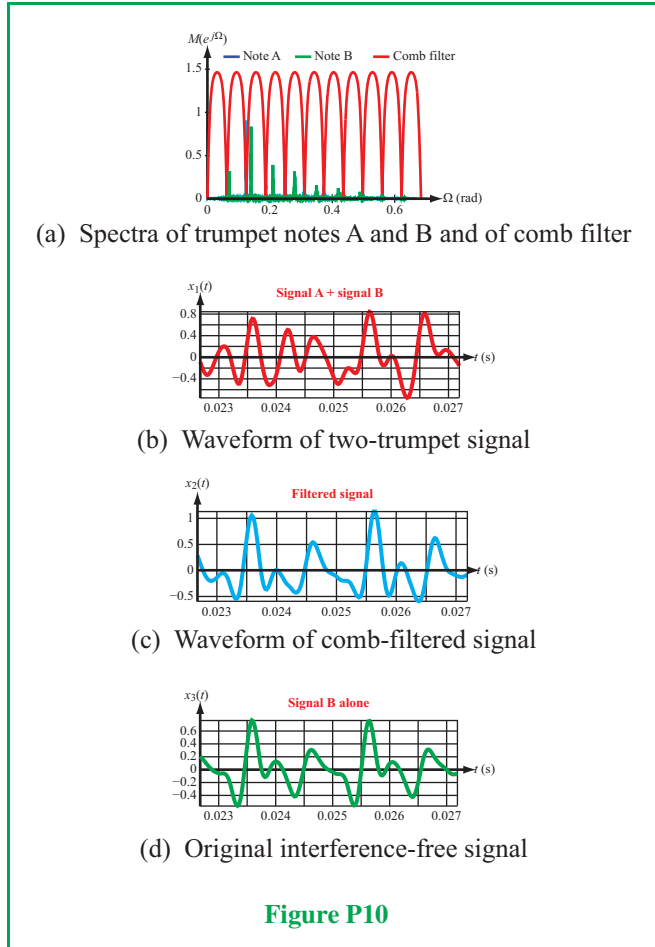 M(e^{jΩ})
Note A Note B Comb filter
1.5
1
0.5
0
0 0.2 0.4 0.6 Ω (rad)
(a) Spectra of trumpet notes A and B and of comb filter
x₁(t)
Signal A + signal B
0.8
0.4
0 t (s)
−0.4
0.023 0.024 0.025 0.026 0.027
(b) Waveform of two-trumpet signal
x₂(t)
Filtered signal
1
0.5
0 t (s)
−0.5
0.023 0.024 0.025 0.026 0.027
(c) Waveform of comb-filtered signal
x₃(t)
Signal B alone
0.6
0.4
0.2
0 t (s)
−0.2
−0.4
0.023 0.024 0.025 0.026 0.027
(d) Original interference-free signal
Figure P10